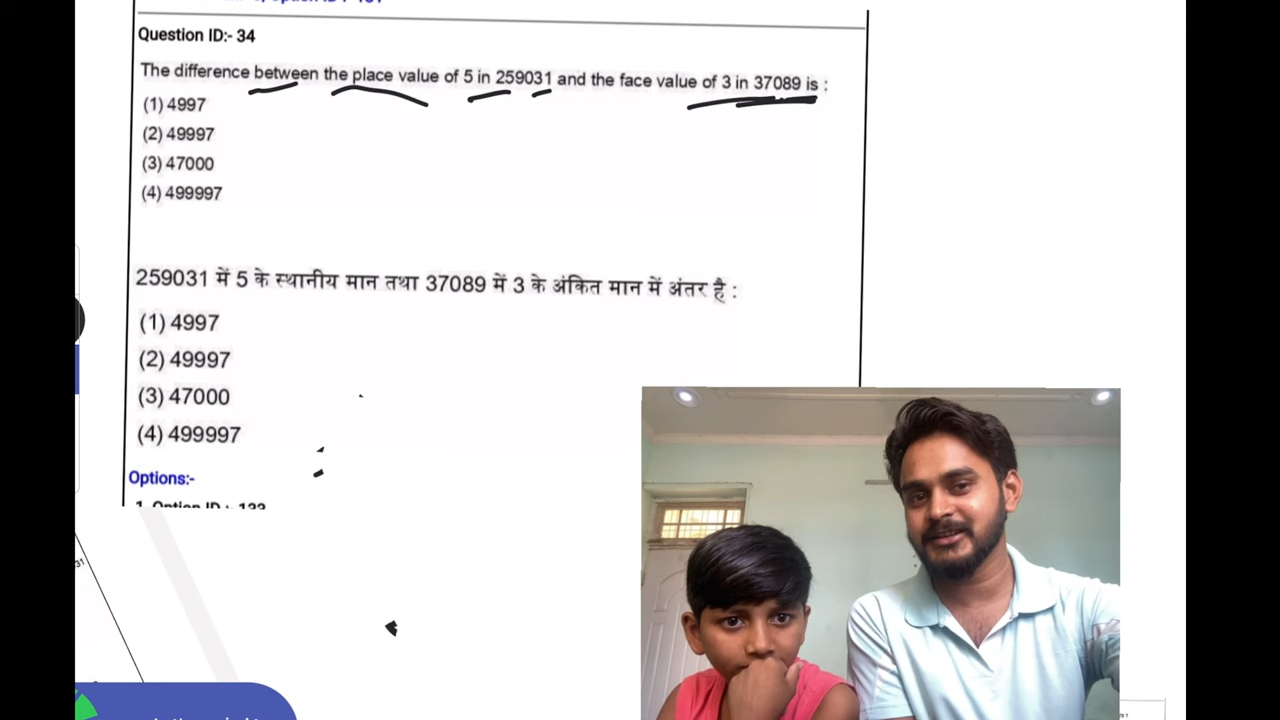 Question ID:- 34
The difference between the place value of 5 in 259031 and the face value of 3 in 37089 is :
(1) 4997
(2) 49997
(3) 47000
(4) 499997
259031 में 5 के स्थानीय मान तथा 37089 में 3 के अंकित मान में अंतर है :
(1) 4997
(2) 49997
(3) 47000
(4) 499997
Options:-
31